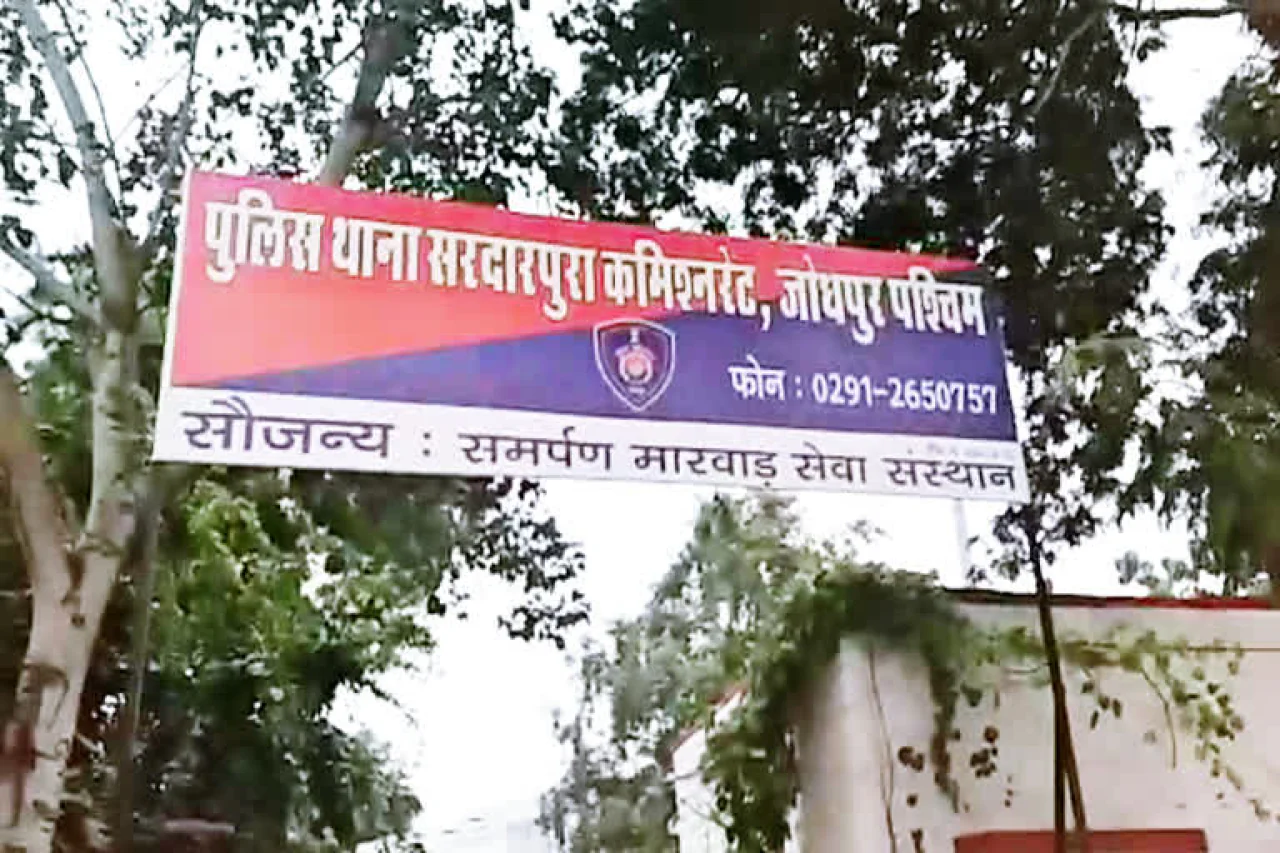 पुलिस थाना सरदारपुरा कमिश्नरेट, जोधपुर पश्चिम
फोन : 0291-2650757
सौजन्य : समर्पण मारवाड़ सेवा संस्थान